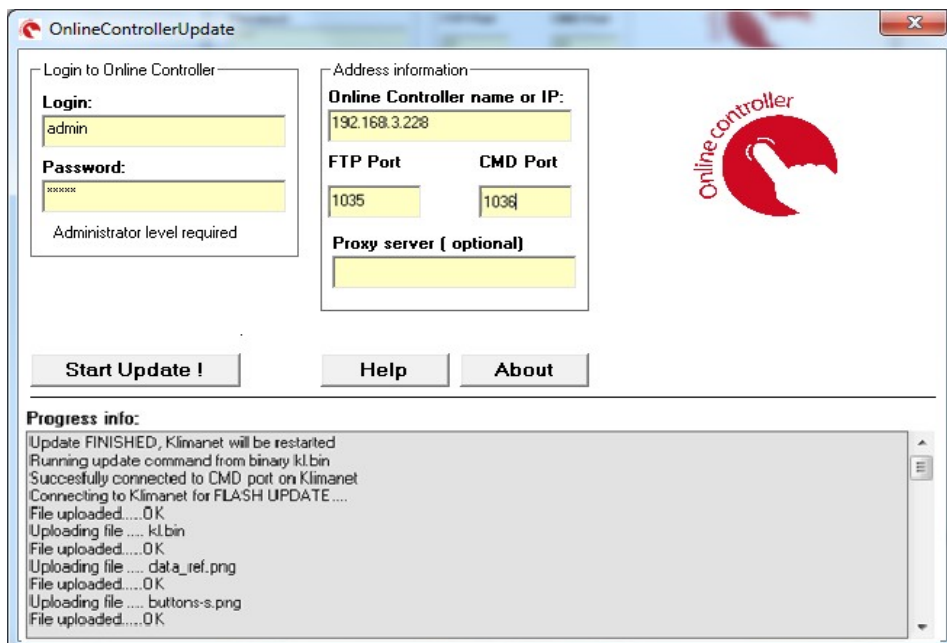 OnlineControllerUpdate
Login to Online Controller
Login:
admin
Password:
xxxxx
Administrator level required
Address information
Online Controller name or IP:
192.168.3.228
FTP Port
CMD Port
1035
1036
Proxy server ( optional)
Online controller
Start Update !
Help
About
Progress info:
Update FINISHED, Klimanet will be restarted
Running update command from binary kl.bin
Succesfully connected to CMD port on Klimanet
Connecting to Klimanet for FLASH UPDATE....
File uploaded.....OK
Uploading file .... kl.bin
File uploaded.....OK
Uploading file .... data_ref.png
File uploaded.....OK
Uploading file .... buttons-s.png
File uploaded.....OK